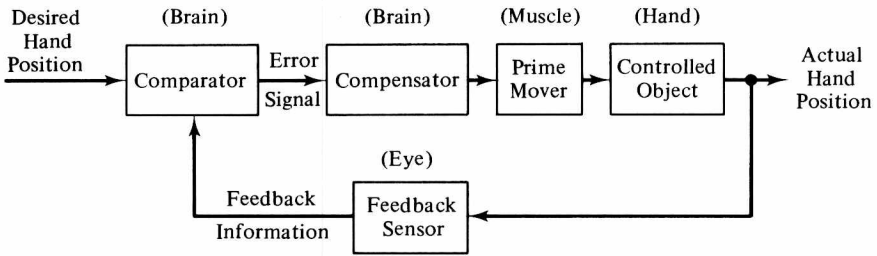 Desired
Hand
Position
(Brain)
Comparator
Error
Signal
(Brain)
Compensator
(Muscle)
Prime
Mover
(Hand)
Controlled
Object
Actual
Hand
Position
(Eye)
Feedback
Sensor
Feedback
Information